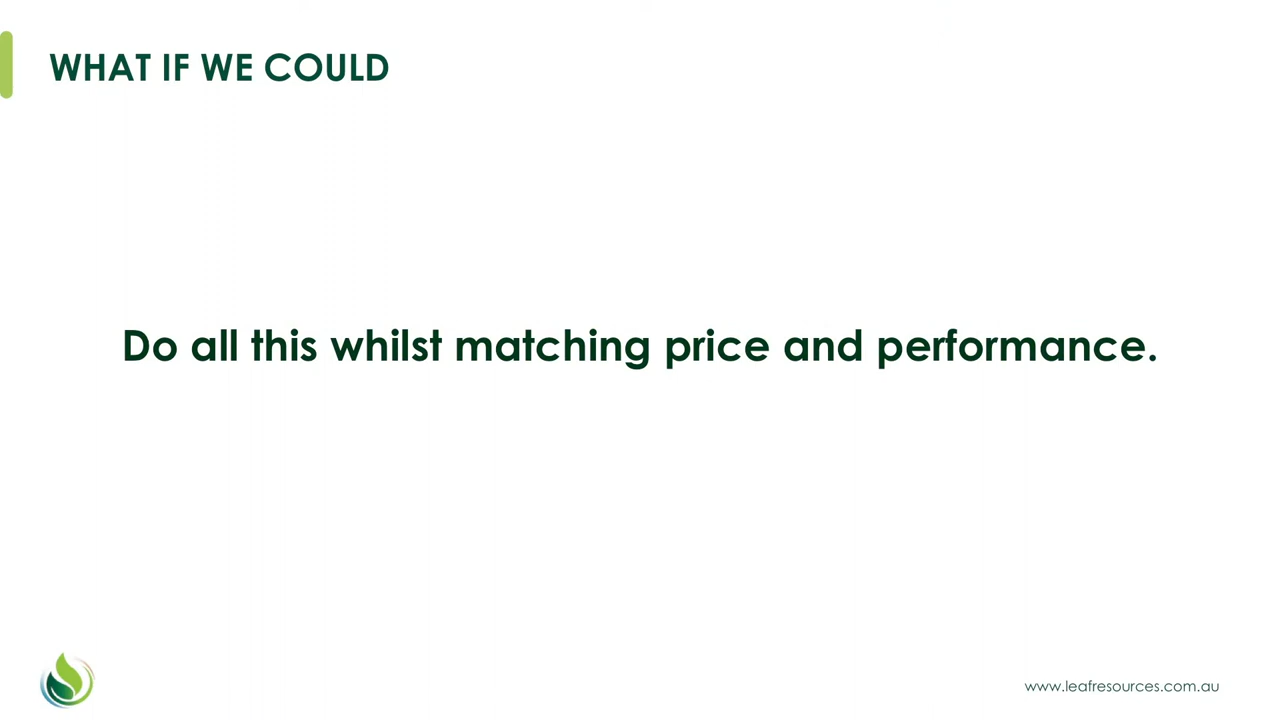 WHAT IF WE COULD
Do all this whilst matching price and performance.
www.leafresources.com.au